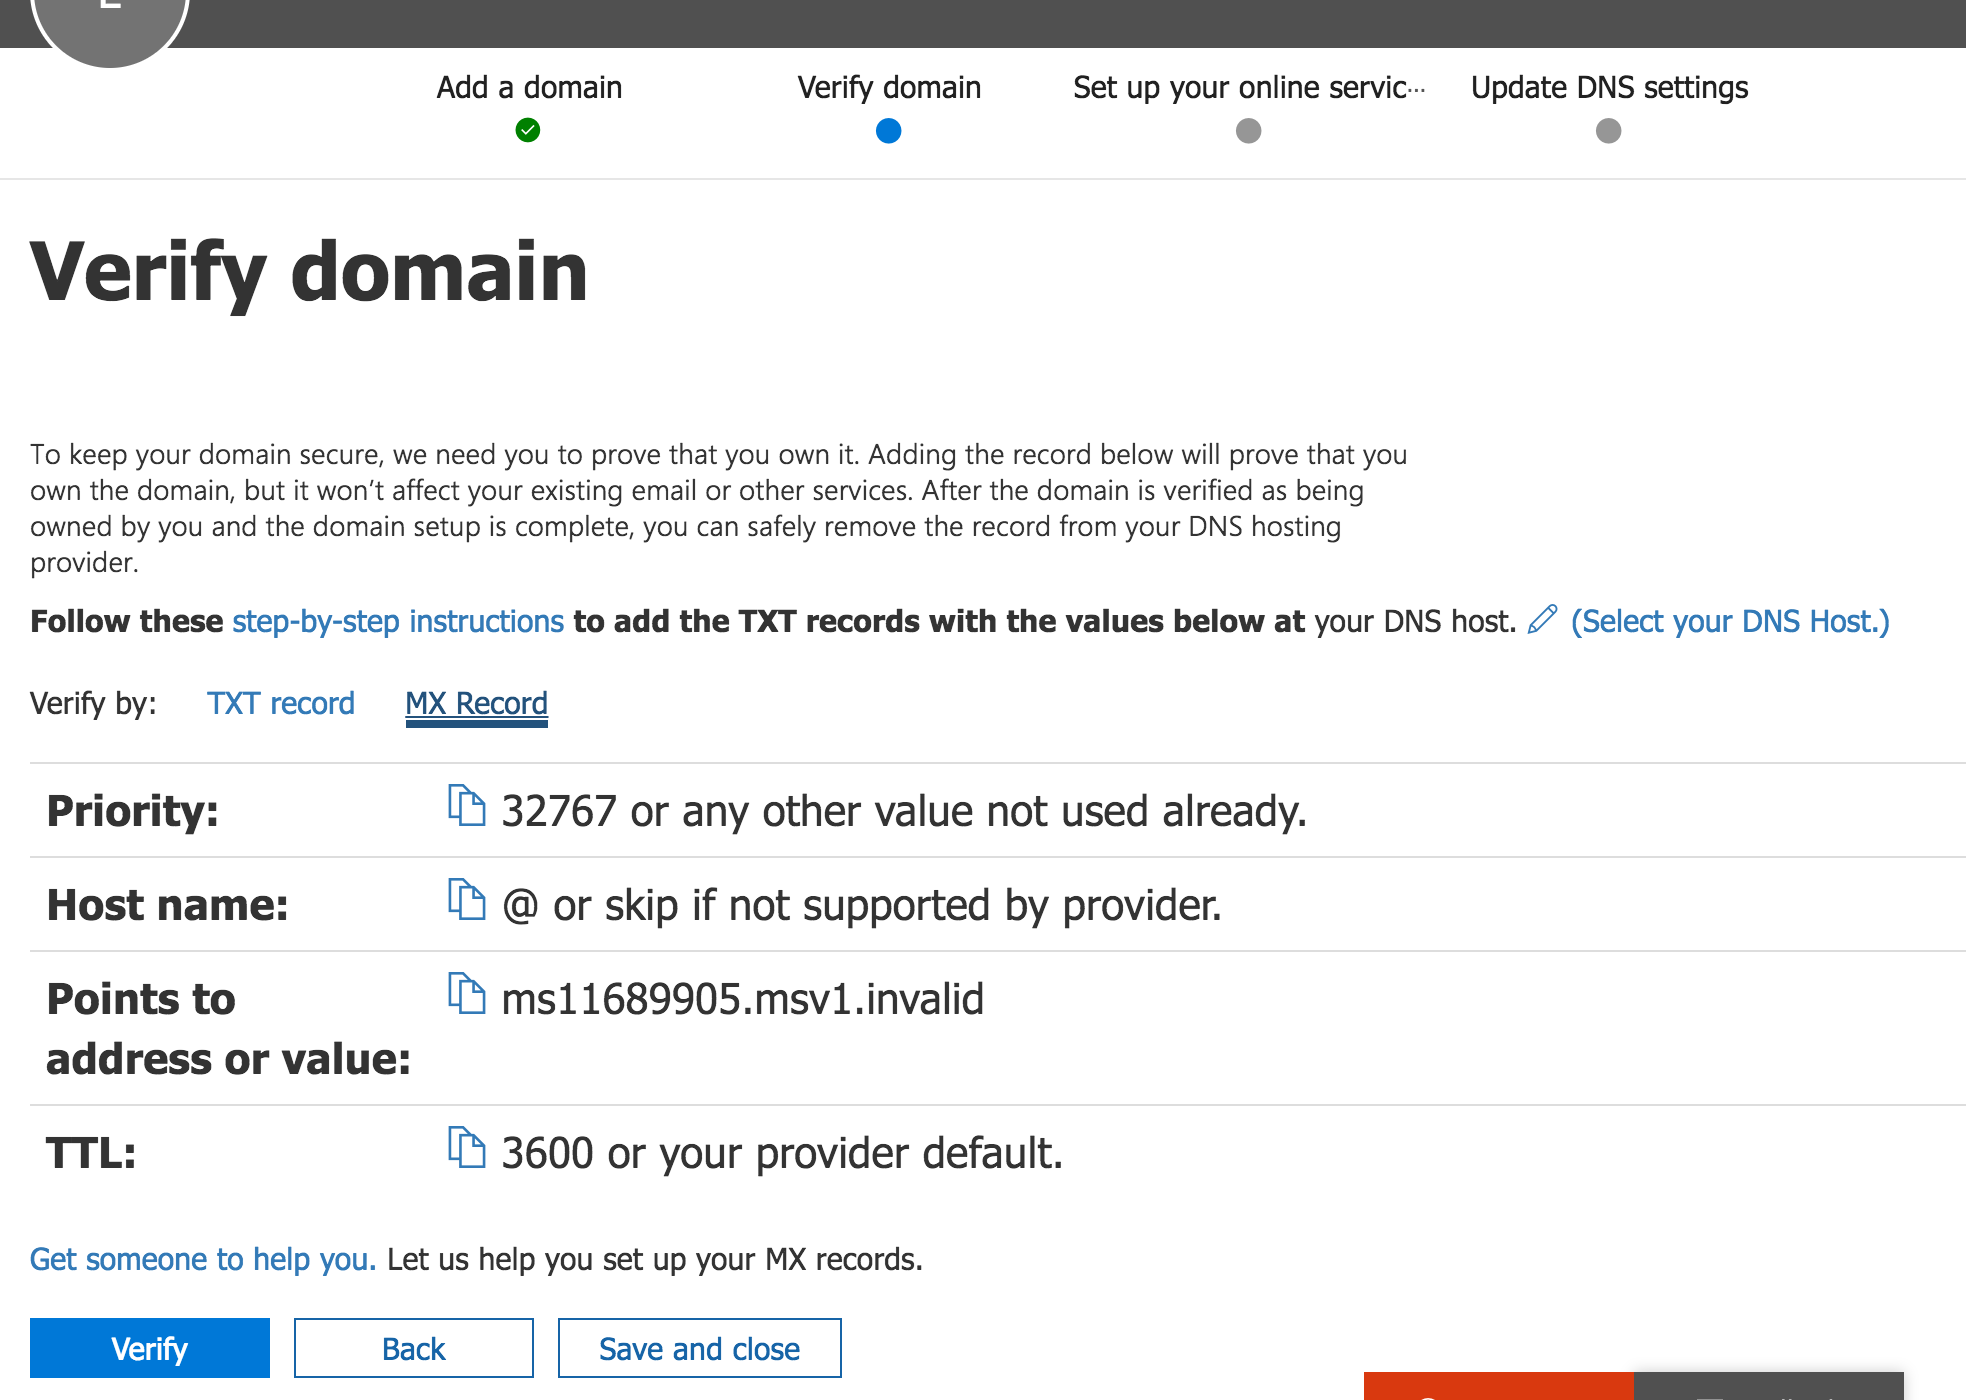 Add a domain
Verify domain
Set up your online servic...
Update DNS settings
Verify domain
To keep your domain secure, we need you to prove that you own it. Adding the record below will prove that you
own the domain, but it won’t affect your existing email or other services. After the domain is verified as being
owned by you and the domain setup is complete, you can safely remove the record from your DNS hosting
provider.
Follow these step-by-step instructions to add the TXT records with the values below at your DNS host. (Select your DNS Host.)
Verify by: TXT record MX Record
Priority: 32767 or any other value not used already.
Host name: @ or skip if not supported by provider.
Points to ms11689905.msv1.invalid
address or value:
TTL: 3600 or your provider default.
Get someone to help you. Let us help you set up your MX records.
Verify
Back
Save and close